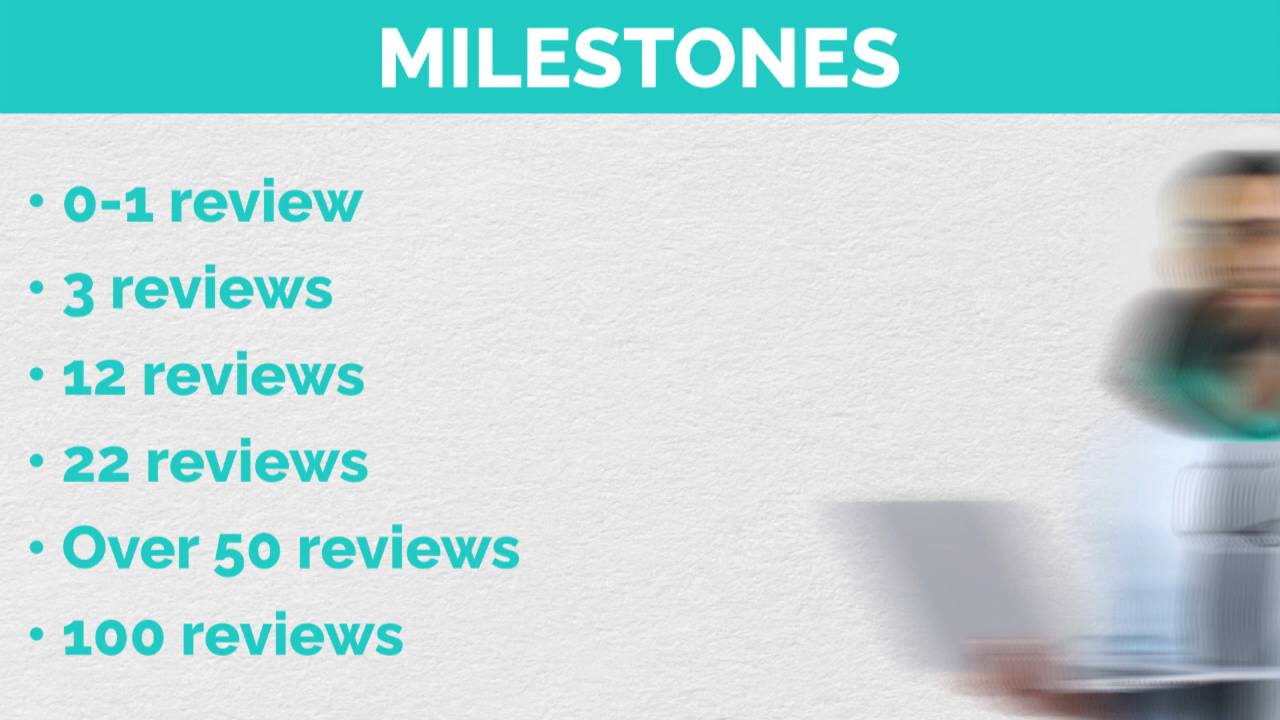 MILESTONES
• 0-1 review
• 3 reviews
• 12 reviews
• 22 reviews
• Over 50 reviews
• 100 reviews